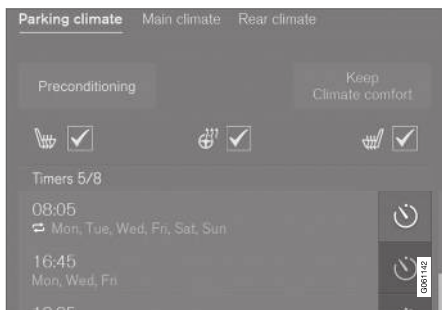 Parking climate Main climate Rear climate
Preconditioning
Keep
Climate comfort
Timers 5/8
08:05
Mon, Tue, Wed, Fri, Sat, Sun
16:45
Mon, Wed, Fri
G061142